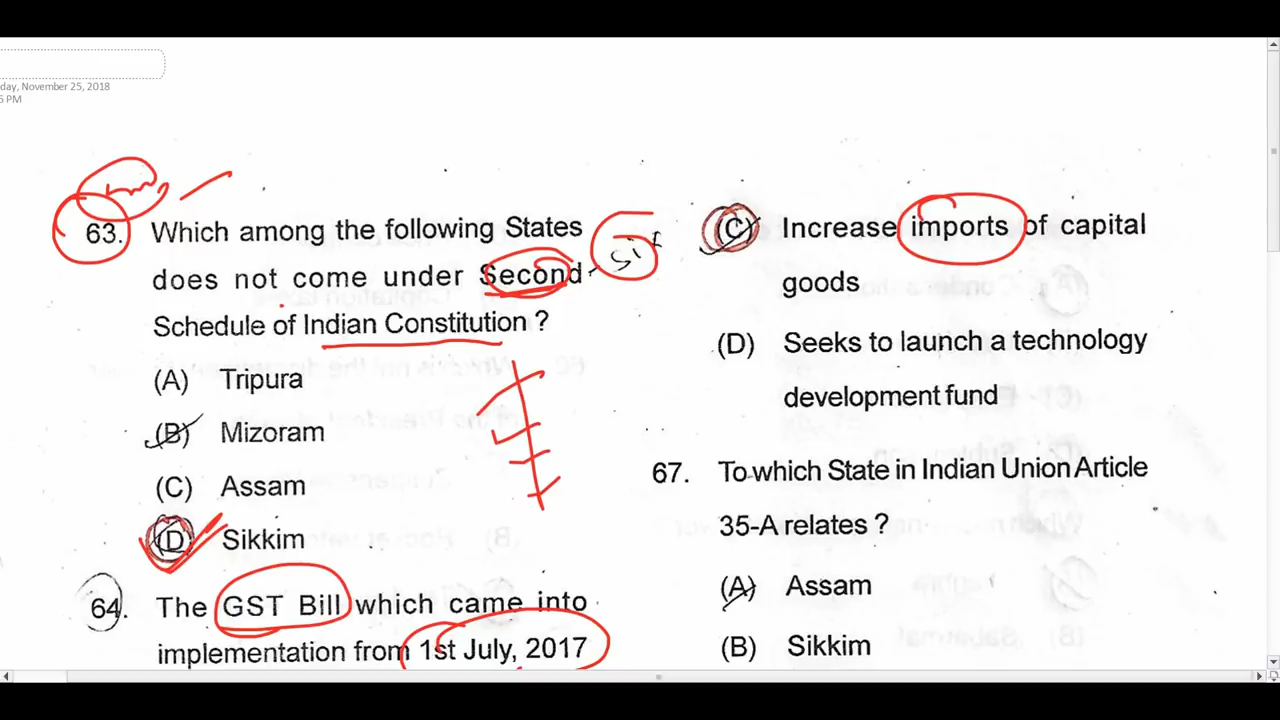 day, November 25, 2018
5 PM
63. Which among the following States
does not come under Second
Schedule of Indian Constitution ?
(A) Tripura
(B) Mizoram
(C) Assam
(D) Sikkim
64. The GST Bill which came into
implementation from 1st July, 2017
(C) Increase imports of capital
goods
(D) Seeks to launch a technology
development fund
67. To which State in Indian Union Article
35-A relates ?
(A) Assam
(B) Sikkim